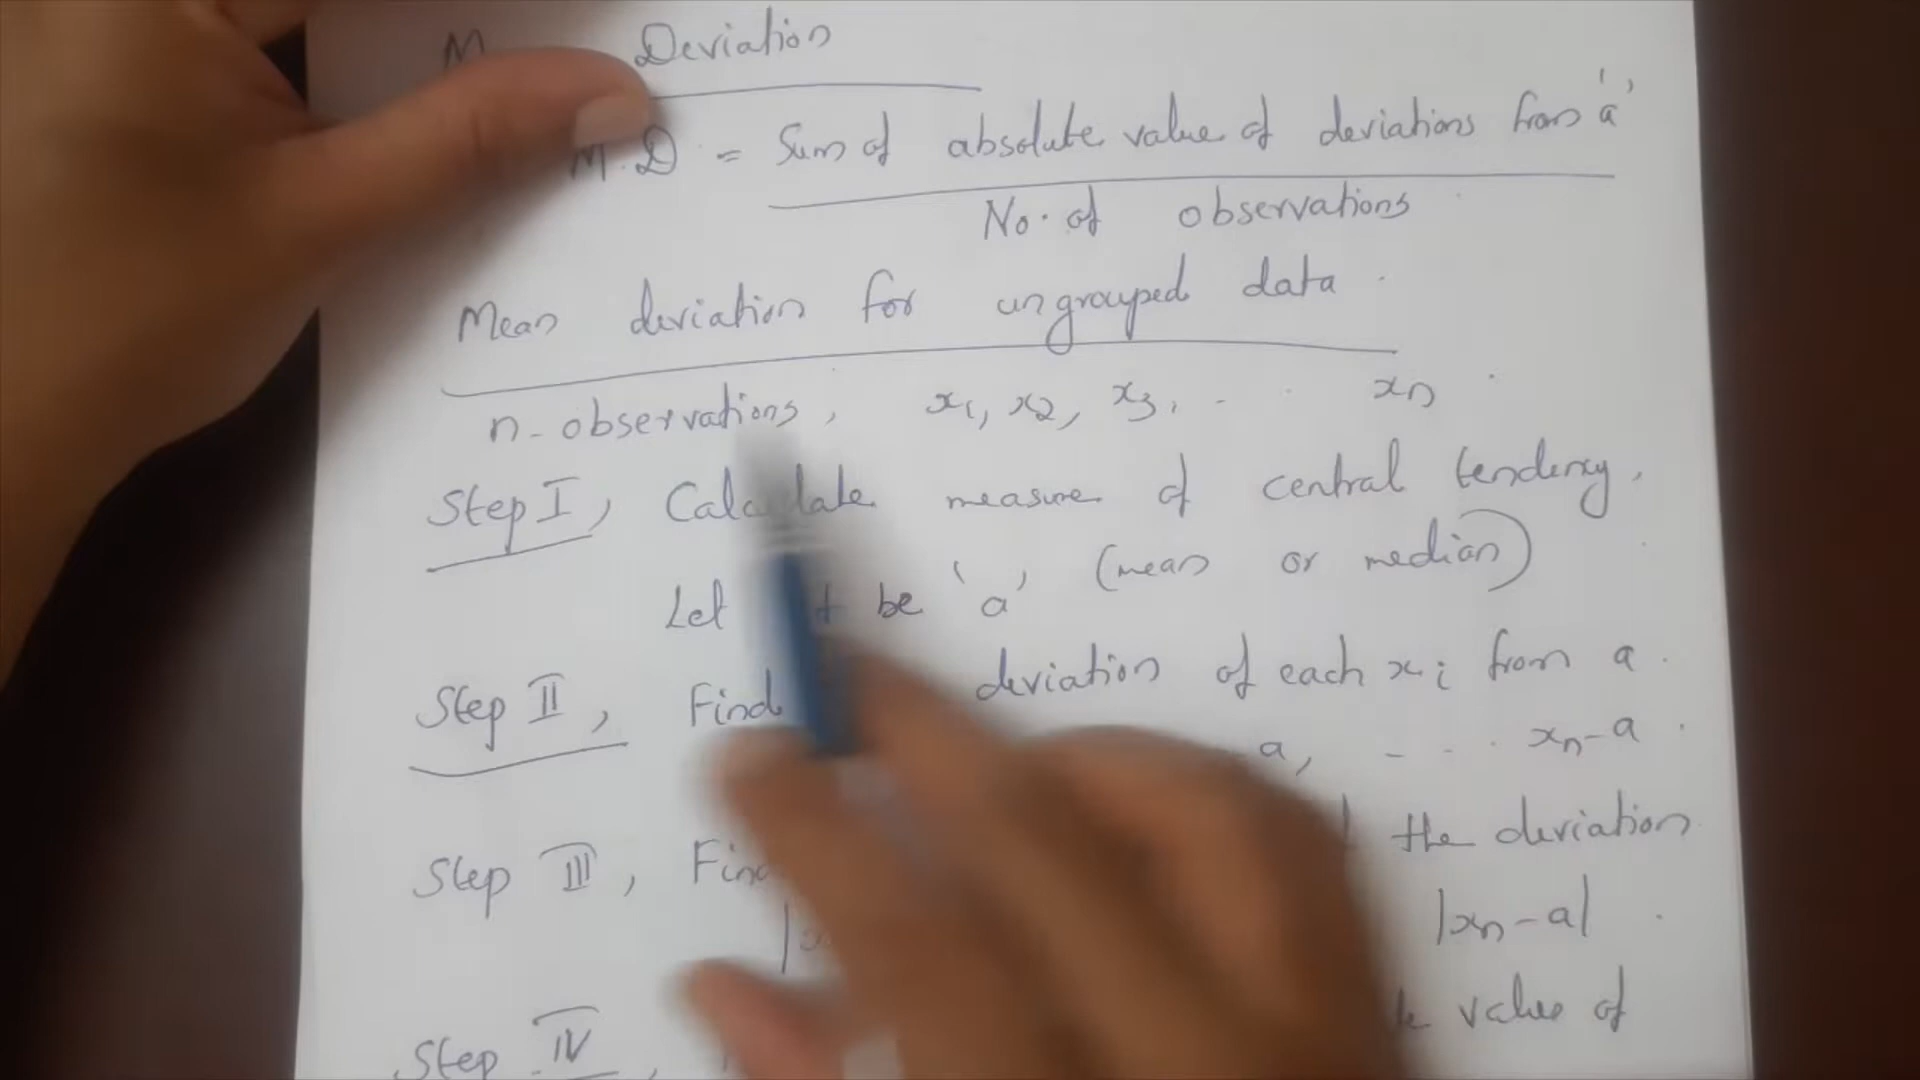 Deviation
M.D = Sum of absolute value of deviations from 'a'
No. of observations
Mean deviation for ungrouped data.
n-observations, x1, x2, x3, . . xn.
Step I, Calculate measure of central tendency.
Let be 'a' (mean or median)
Step II, Find deviation of each xi from a.
a, - - . xn-a.
Step III, Find the deviation
|xn-a|.
Step IV, value of